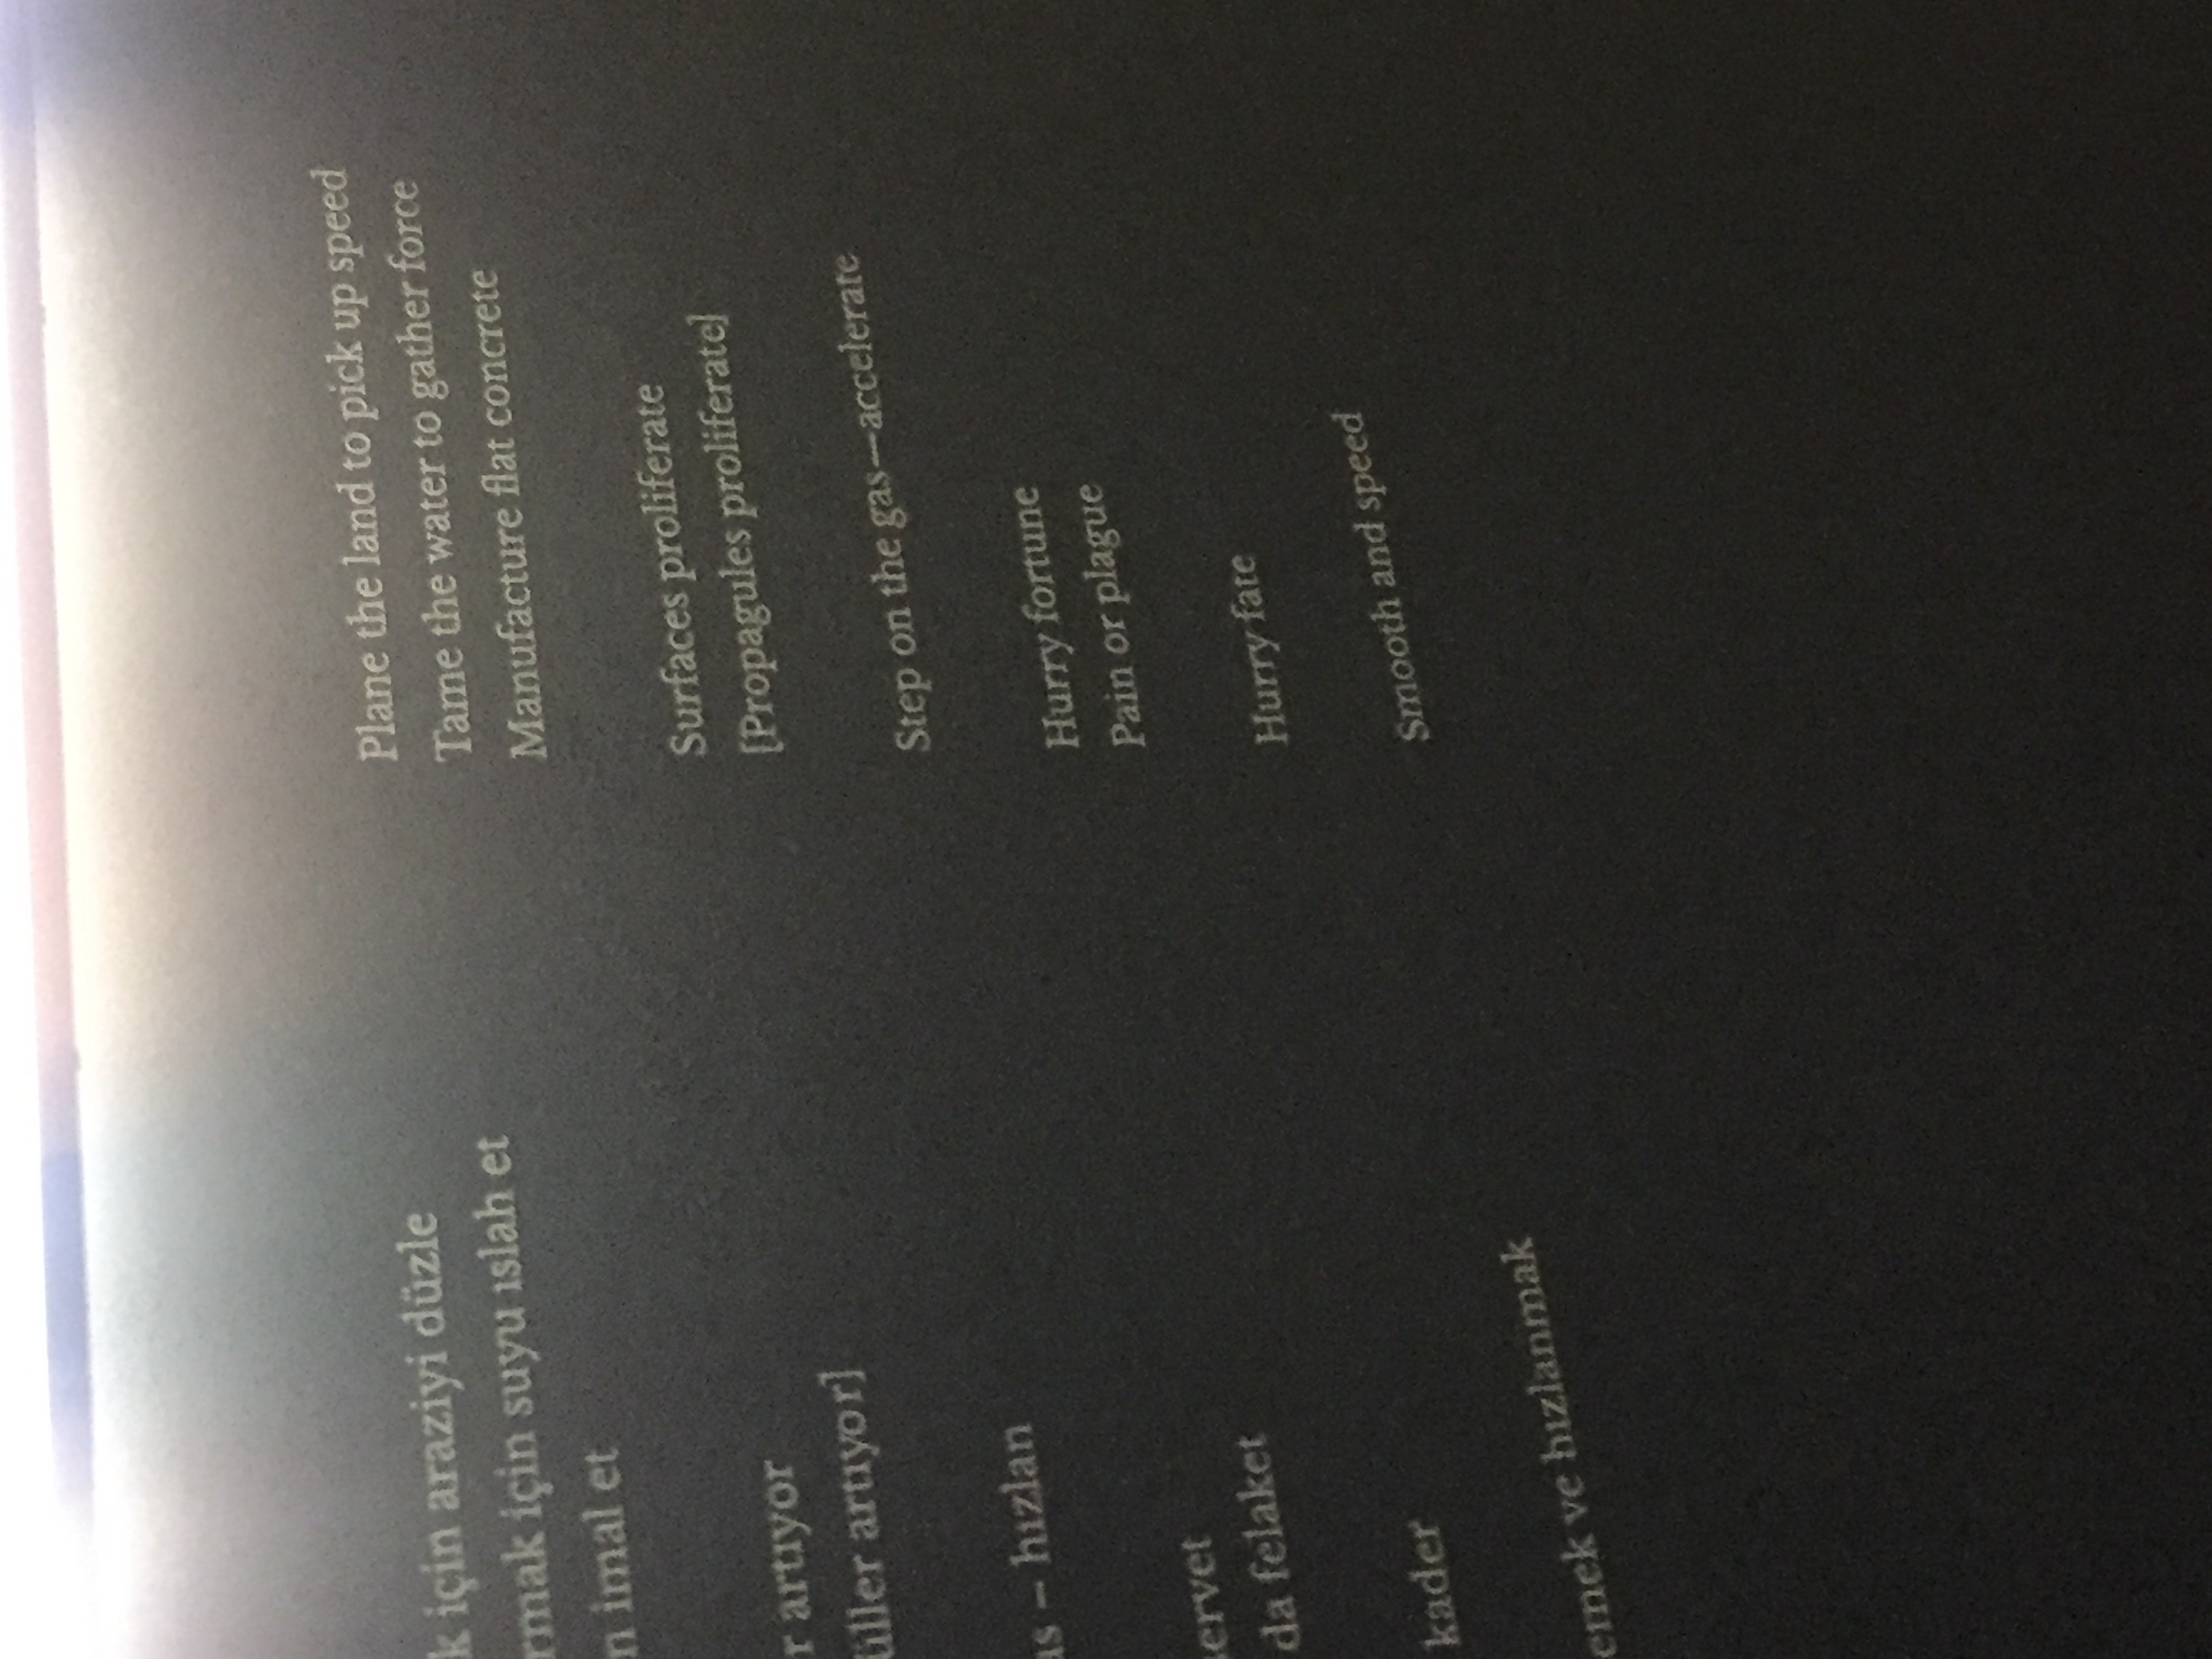 k için araziyi düzle
rmak için suyu ıslah et
n imal et
r artıyor
üller artıyor]
as – hızlan
servet
da felaket
kader
emek ve hızlanmak
Plane the land to pick up speed
Tame the water to gather force
Manufacture flat concrete
Surfaces proliferate
[Propagules proliferate]
Step on the gas—accelerate
Hurry fortune
Pain or plague
Hurry fate
Smooth and speed